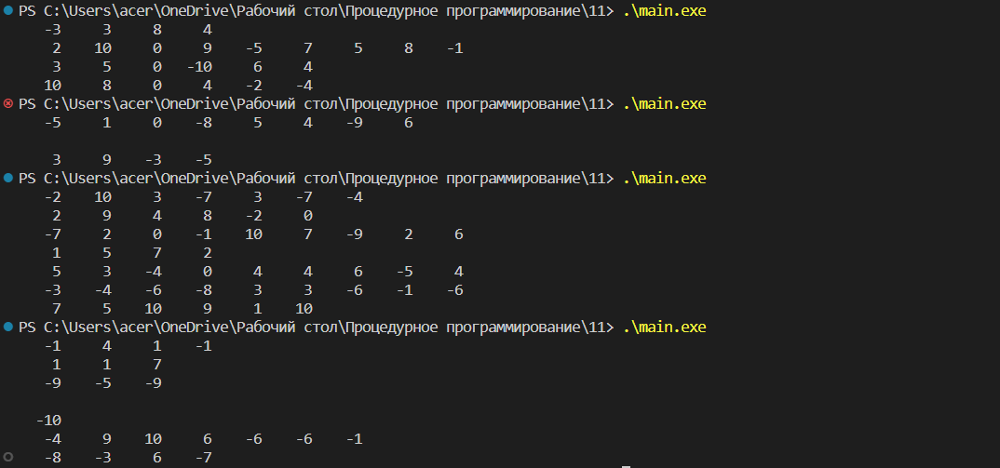 PS C:\Users\acer\OneDrive\Рабочий стол\Процедурное программирование\11> .\main.exe
-3 3 8 4
2 10 0 9 -5 7 5 8 -1
3 5 0 -10 6 4
10 8 0 4 -2 -4
PS C:\Users\acer\OneDrive\Рабочий стол\Процедурное программирование\11> .\main.exe
-5 1 0 -8 5 4 -9 6
3 9 -3 -5
PS C:\Users\acer\OneDrive\Рабочий стол\Процедурное программирование\11> .\main.exe
-2 10 3 -7 3 -7 -4
2 9 4 8 -2 0
-7 2 0 -1 10 7 -9 2 6
1 5 7 2
5 3 -4 0 4 4 6 -5 4
-3 -4 -6 -8 3 3 -6 -1 -6
7 5 10 9 1 10
PS C:\Users\acer\OneDrive\Рабочий стол\Процедурное программирование\11> .\main.exe
-1 4 1 -1
1 1 7
-9 -5 -9
-10
-4 9 10 6 -6 -6 -1
-8 -3 6 -7